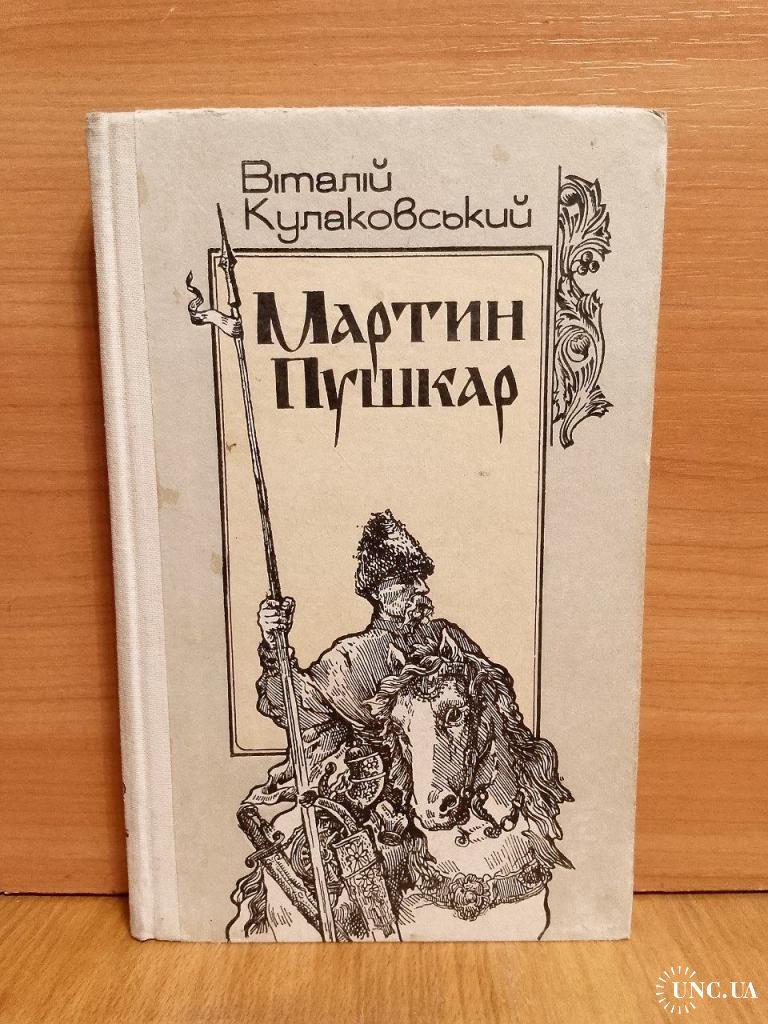 Віталій
Кулаковський
Мартин
Пушкар
UNC.UA